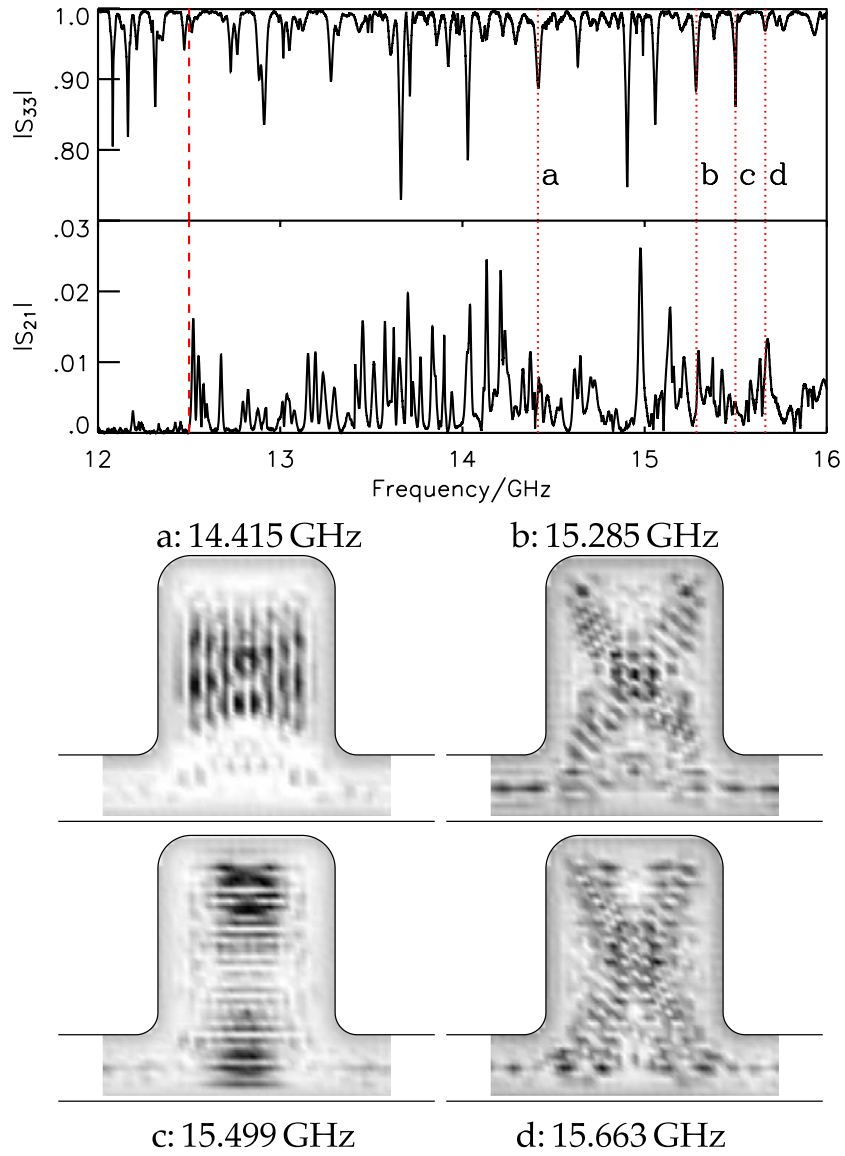 1.0
.90
.80
|S33|
a
b
c
d
.03
.02
.01
.0
|S21|
12 13 14 15 16
Frequency/GHz
a: 14.415 GHz b: 15.285 GHz
c: 15.499 GHz d: 15.663 GHz